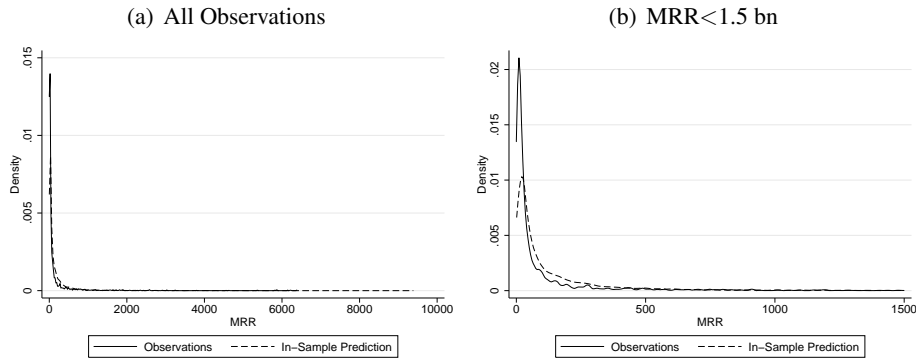 (a) All Observations
.015
.01
.005
0
Density
0
2000
4000
6000
8000
10000
MRR
Observations
In−Sample Prediction
(b) MRR<1.5 bn
.02
.015
.01
.005
0
Density
0
500
1000
1500
MRR
Observations
In−Sample Prediction